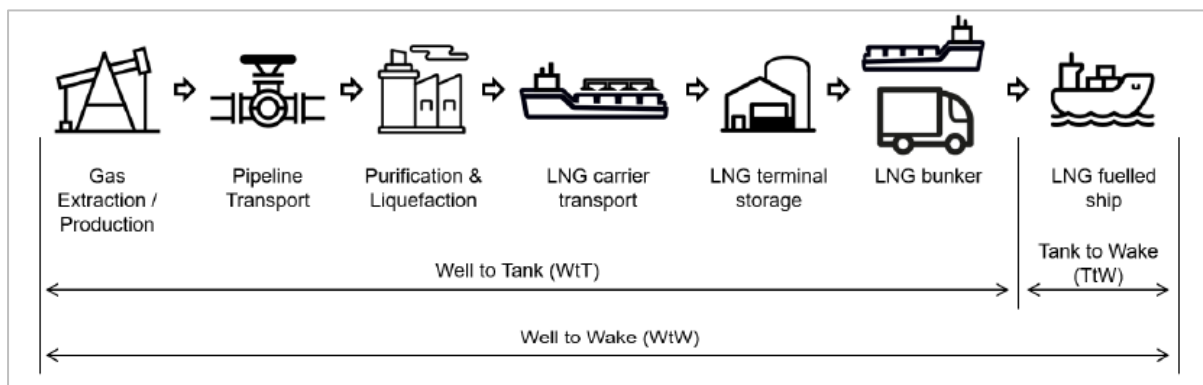 Gas
Extraction /
Production
Pipeline
Transport
Purification &
Liquefaction
LNG carrier
transport
LNG terminal
storage
LNG bunker
LNG fuelled
ship
Well to Tank (WtT)
Tank to Wake
(TtW)
Well to Wake (WtW)